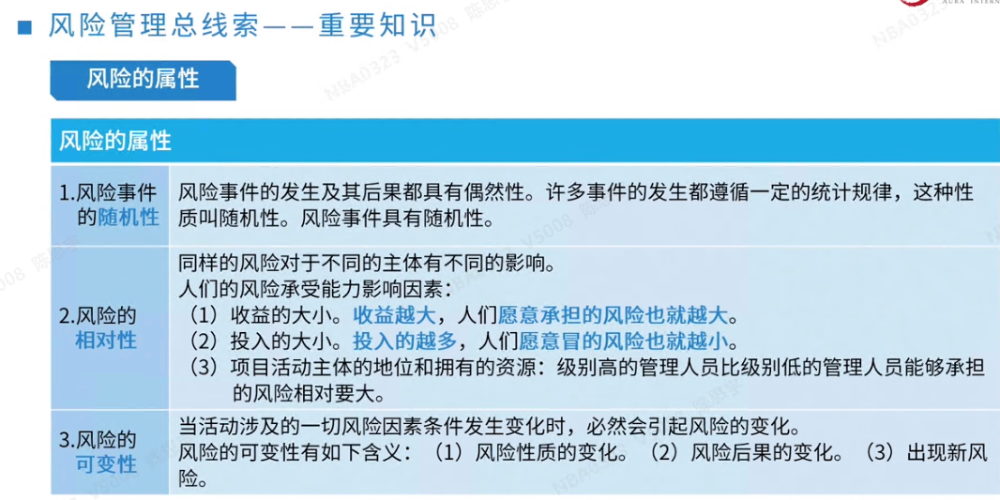 ■ 风险管理总线索——重要知识
风险的属性
风险的属性
1.风险事件
的随机性
风险事件的发生及其后果都具有偶然性。许多事件的发生都遵循一定的统计规律，这种性
质叫随机性。风险事件具有随机性。
2.风险的
相对性
同样的风险对于不同的主体有不同的影响。
人们的风险承受能力影响因素：
（1）收益的大小。收益越大，人们愿意承担的风险也就越大。
（2）投入的大小。投入的越多，人们愿意冒的风险也就越小。
（3）项目活动主体的地位和拥有的资源：级别高的管理人员比级别低的管理人员能够承担
的风险相对要大。
3.风险的
可变性
当活动涉及的一切风险因素条件发生变化时，必然会引起风险的变化。
风险的可变性有如下含义：（1）风险性质的变化。（2）风险后果的变化。（3）出现新风
险。
NBA0323 VS008